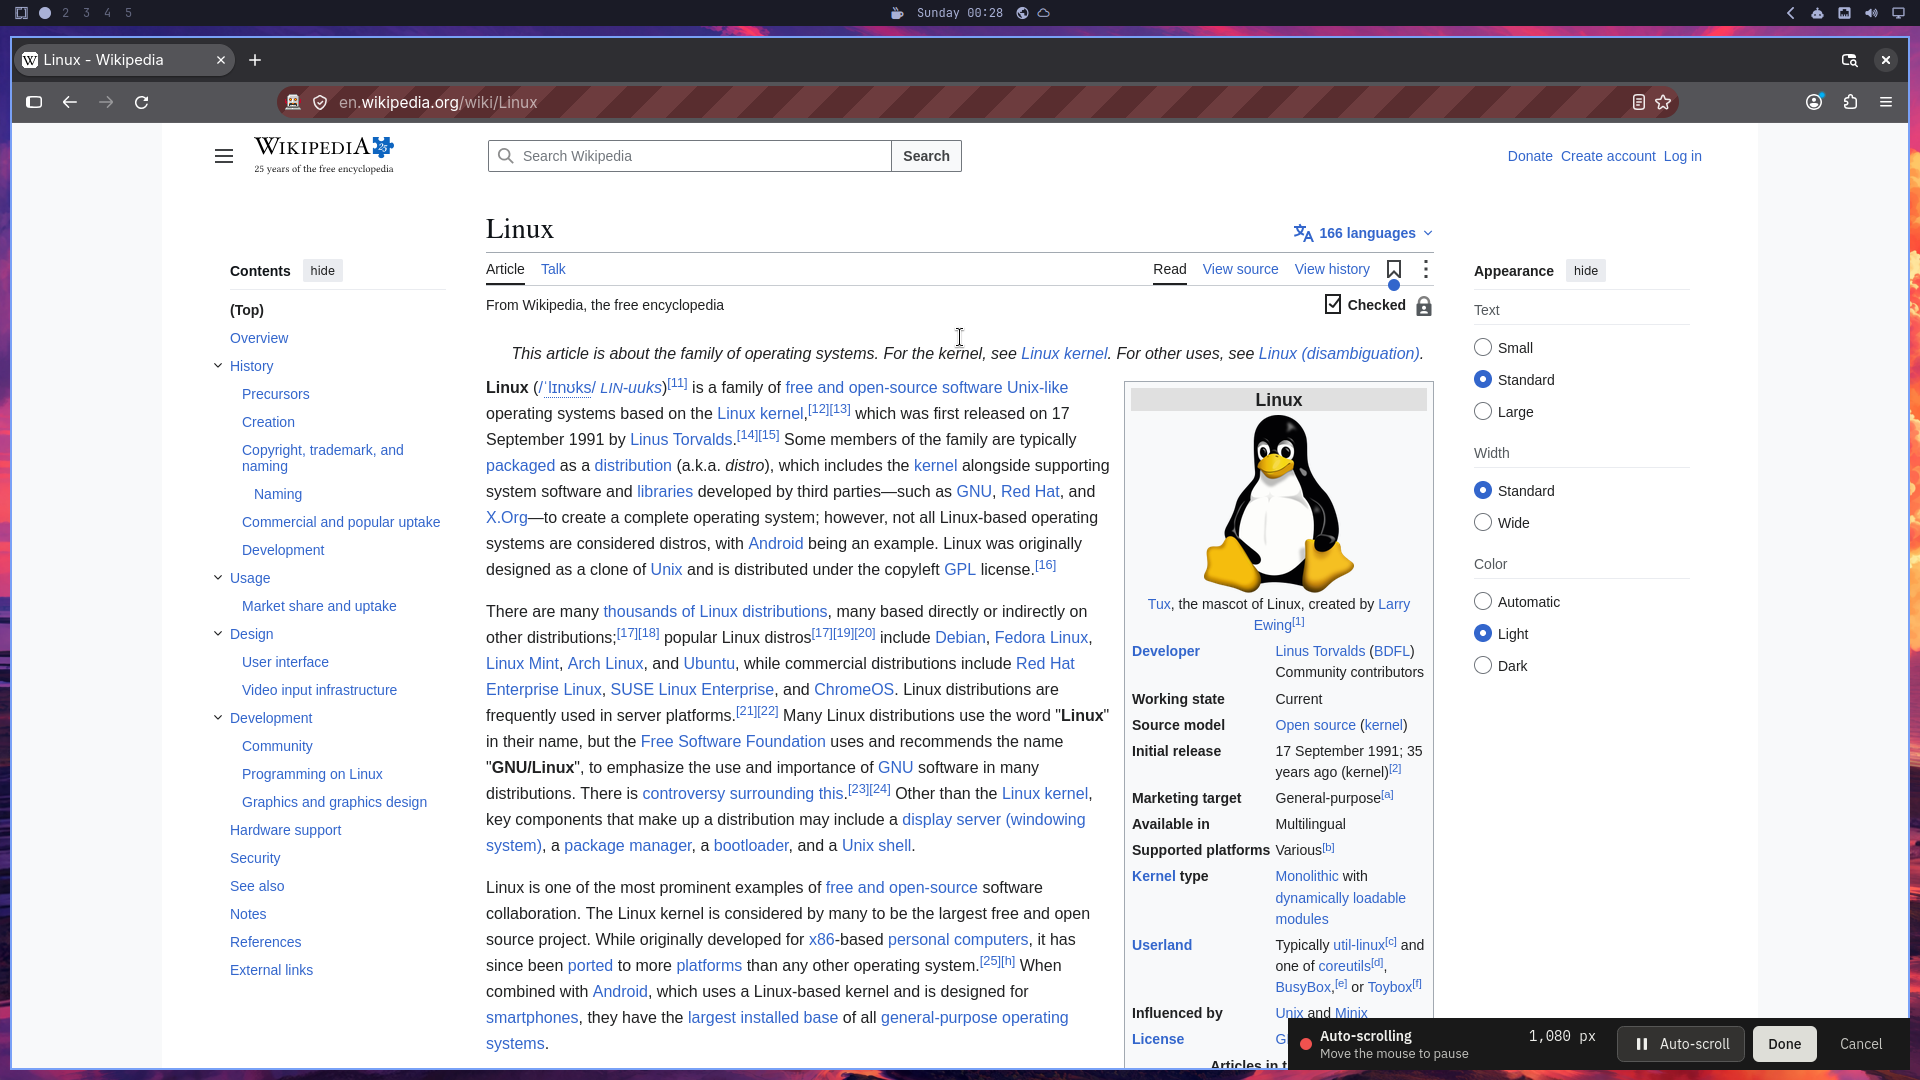 2 3 4 5
Sunday 00:28
Linux - Wikipedia
en.wikipedia.org/wiki/Linux
WIKIPEDIA 25
25 years of the free encyclopedia
Search Wikipedia
Search
Donate Create account Log in
Linux
166 languages
Contents hide
(Top)
Overview
History
Precursors
Creation
Copyright, trademark, and
naming
Naming
Commercial and popular uptake
Development
Usage
Market share and uptake
Design
User interface
Video input infrastructure
Development
Community
Programming on Linux
Graphics and graphics design
Hardware support
Security
See also
Notes
References
External links
Article Talk
Read View source View history
From Wikipedia, the free encyclopedia
Checked
This article is about the family of operating systems. For the kernel, see Linux kernel. For other uses, see Linux (disambiguation).
Linux (/ˈlɪnʊks/ LIN-uuks)[11] is a family of free and open-source software Unix-like
operating systems based on the Linux kernel,[12][13] which was first released on 17
September 1991 by Linus Torvalds.[14][15] Some members of the family are typically
packaged as a distribution (a.k.a. distro), which includes the kernel alongside supporting
system software and libraries developed by third parties—such as GNU, Red Hat, and
X.Org—to create a complete operating system; however, not all Linux-based operating
systems are considered distros, with Android being an example. Linux was originally
designed as a clone of Unix and is distributed under the copyleft GPL license.[16]
There are many thousands of Linux distributions, many based directly or indirectly on
other distributions;[17][18] popular Linux distros[17][19][20] include Debian, Fedora Linux,
Linux Mint, Arch Linux, and Ubuntu, while commercial distributions include Red Hat
Enterprise Linux, SUSE Linux Enterprise, and ChromeOS. Linux distributions are
frequently used in server platforms.[21][22] Many Linux distributions use the word "Linux"
in their name, but the Free Software Foundation uses and recommends the name
"GNU/Linux", to emphasize the use and importance of GNU software in many
distributions. There is controversy surrounding this.[23][24] Other than the Linux kernel,
key components that make up a distribution may include a display server (windowing
system), a package manager, a bootloader, and a Unix shell.
Linux is one of the most prominent examples of free and open-source software
collaboration. The Linux kernel is considered by many to be the largest free and open
source project. While originally developed for x86-based personal computers, it has
since been ported to more platforms than any other operating system.[25][h] When
combined with Android, which uses a Linux-based kernel and is designed for
smartphones, they have the largest installed base of all general-purpose operating
systems.
Linux
Tux, the mascot of Linux, created by Larry
Ewing[1]
Developer Linus Torvalds (BDFL)
Community contributors
Working state Current
Source model Open source (kernel)
Initial release 17 September 1991; 35
years ago (kernel)[2]
Marketing target General-purpose[a]
Available in Multilingual
Supported platforms Various[b]
Kernel type Monolithic with
dynamically loadable
modules
Userland Typically util-linux[c] and
one of coreutils[d],
BusyBox,[e] or Toybox[f]
Influenced by Unix and Minix
License
Articles in
Appearance hide
Text
Small
Standard
Large
Width
Standard
Wide
Color
Automatic
Light
Dark
Auto-scrolling
Move the mouse to pause
1,080 px
Auto-scroll
Done
Cancel